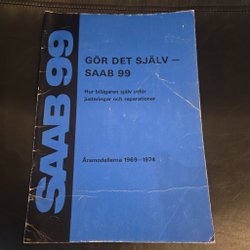 SAAB 99
GÖR DET SJÄLV –
SAAB 99
Hur bilägaren själv utför
justeringar och reparationer
Årsmodellerna 1969–1974